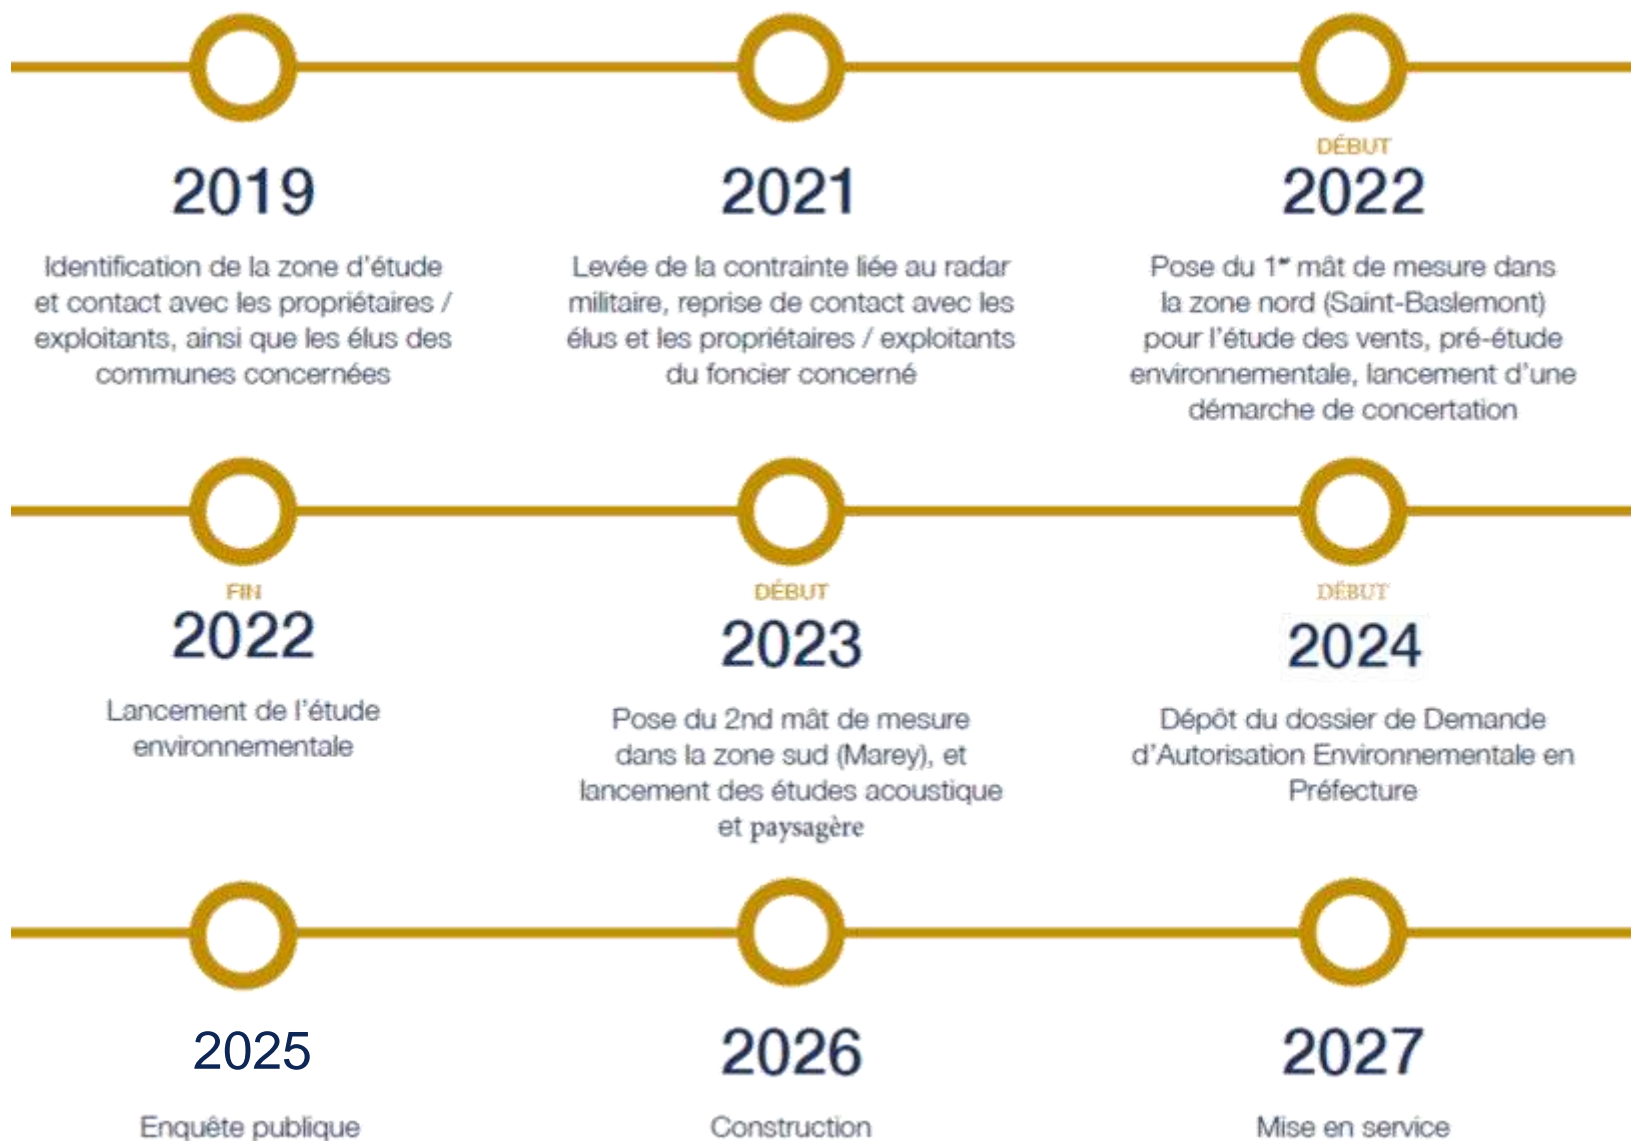 2019
Identification de la zone d'étude
et contact avec les propriétaires /
exploitants, ainsi que les élus des
communes concernées
2021
Levée de la contrainte liée au radar
militaire, reprise de contact avec les
élus et les propriétaires / exploitants
du foncier concerné
DÉBUT
2022
Pose du 1er mât de mesure dans
la zone nord (Saint-Baslemont)
pour l'étude des vents, pré-étude
environnementale, lancement d'une
démarche de concertation
FIN
2022
Lancement de l'étude
environnementale
DÉBUT
2023
Pose du 2nd mât de mesure
dans la zone sud (Marey), et
lancement des études acoustique
et paysagère
DÉBUT
2024
Dépôt du dossier de Demande
d'Autorisation Environnementale en
Préfecture
2025
Enquête publique
2026
Construction
2027
Mise en service